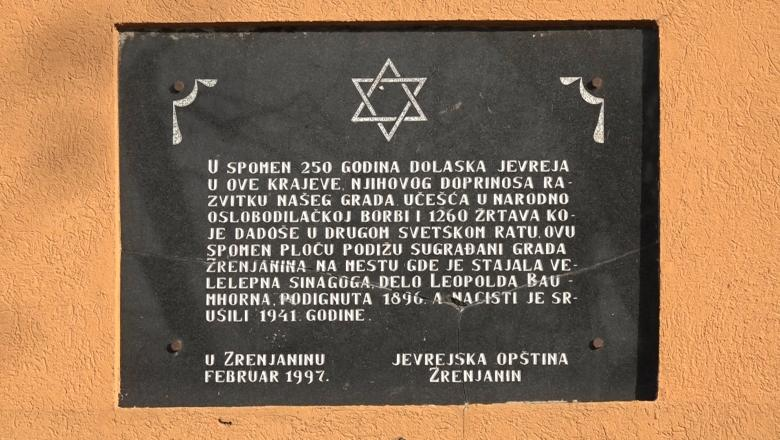 U SPOMEN 250 GODINA DOLASKA JEVREJA
U OVE KRAJEVE, NJIHOVOG DOPRINOSA RA-
ZVITKU NAŠEG GRADA, UČEŠĆA U NARODNO
OSLOBODILAČKOJ BORBI I 1260 ŽRTAVA KO-
JE DADOŠE U DRUGOM SVETSKOM RATU, OVU
SPOMEN PLOČU PODIŽU SUGRAĐANI GRADA
ZRENJANINA NA MESTU GDE JE STAJALA VE-
LELEPNA SINAGOGA, DELO LEOPOLDA BAU-
MHORNA, PODIGNUTA 1896. A NACISTI JE SR-
UŠILI 1941. GODINE.
U ZRENJANINU
FEBRUAR 1997.
JEVREJSKA OPŠTINA
ZRENJANIN